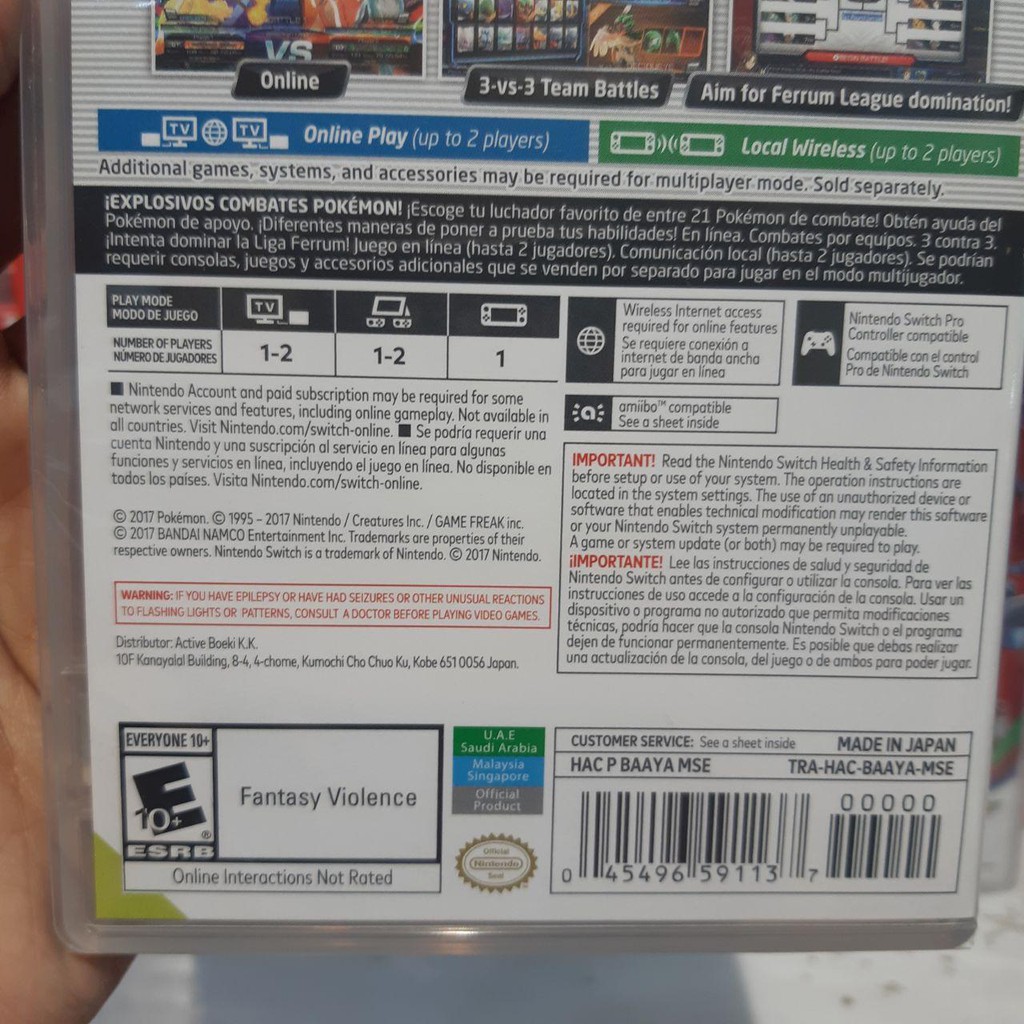 VS
Online
3-vs-3 Team Battles
Aim for Ferrum League domination!
TV TV Online Play (up to 2 players)
Local Wireless (up to 2 players)
Additional games, systems, and accessories may be required for multiplayer mode. Sold separately.
¡EXPLOSIVOS COMBATES POKÉMON! ¡Escoge tu luchador favorito de entre 21 Pokémon de combate! Obtén ayuda del
Pokémon de apoyo. ¡Diferentes maneras de poner a prueba tus habilidades! En línea. Combates por equipos. 3 contra 3.
¡Intenta dominar la Liga Ferrum! Juego en línea (hasta 2 jugadores). Comunicación local (hasta 2 jugadores). Se podrían
requerir consolas, juegos y accesorios adicionales que se venden por separado para jugar en el modo multijugador.
PLAY MODE
MODO DE JUEGO
TV
NUMBER OF PLAYERS
NÚMERO DE JUGADORES
1-2
1-2
1
Wireless Internet access
required for online features
Se requiere conexión a
internet de banda ancha
para jugar en línea
Nintendo Switch Pro
Controller compatible
Compatible con el control
Pro de Nintendo Switch
amiibo™ compatible
See a sheet inside
■ Nintendo Account and paid subscription may be required for some
network services and features, including online gameplay. Not available in
all countries. Visit Nintendo.com/switch-online. ■ Se podría requerir una
cuenta Nintendo y una suscripción al servicio en línea para algunas
funciones y servicios en línea, incluyendo el juego en línea. No disponible en
todos los países. Visita Nintendo.com/switch-online.
© 2017 Pokémon. © 1995 – 2017 Nintendo / Creatures Inc. / GAME FREAK inc.
© 2017 BANDAI NAMCO Entertainment Inc. Trademarks are properties of their
respective owners. Nintendo Switch is a trademark of Nintendo. © 2017 Nintendo.
WARNING: IF YOU HAVE EPILEPSY OR HAVE HAD SEIZURES OR OTHER UNUSUAL REACTIONS
TO FLASHING LIGHTS OR PATTERNS, CONSULT A DOCTOR BEFORE PLAYING VIDEO GAMES.
Distributor: Active Boeki K.K.
10F Kanayalal Building, 8-4, 4-chome, Kumochi Cho Chuo Ku, Kobe 651 0056 Japan.
IMPORTANT! Read the Nintendo Switch Health & Safety Information
before setup or use of your system. The operation instructions are
located in the system settings. The use of an unauthorized device or
software that enables technical modification may render this software
or your Nintendo Switch system permanently unplayable.
A game or system update (or both) may be required to play.
¡IMPORTANTE! Lee las instrucciones de salud y seguridad de
Nintendo Switch antes de configurar o utilizar la consola. Para ver las
instrucciones de uso accede a la configuración de la consola. Usar un
dispositivo o programa no autorizado que permita modificaciones
técnicas, podría hacer que la consola Nintendo Switch o el programa
dejen de funcionar permanentemente. Es posible que debas realizar
una actualización de la consola, del juego o de ambos para poder jugar.
EVERYONE 10+
E
10+
®
ESRB
Fantasy Violence
Online Interactions Not Rated
U.A.E
Saudi Arabia
Malaysia
Singapore
Official
Product
Official
Nintendo
Seal
CUSTOMER SERVICE: See a sheet inside MADE IN JAPAN
HAC P BAAYA MSE TRA-HAC-BAAYA-MSE
00000
0 45496 59113 7